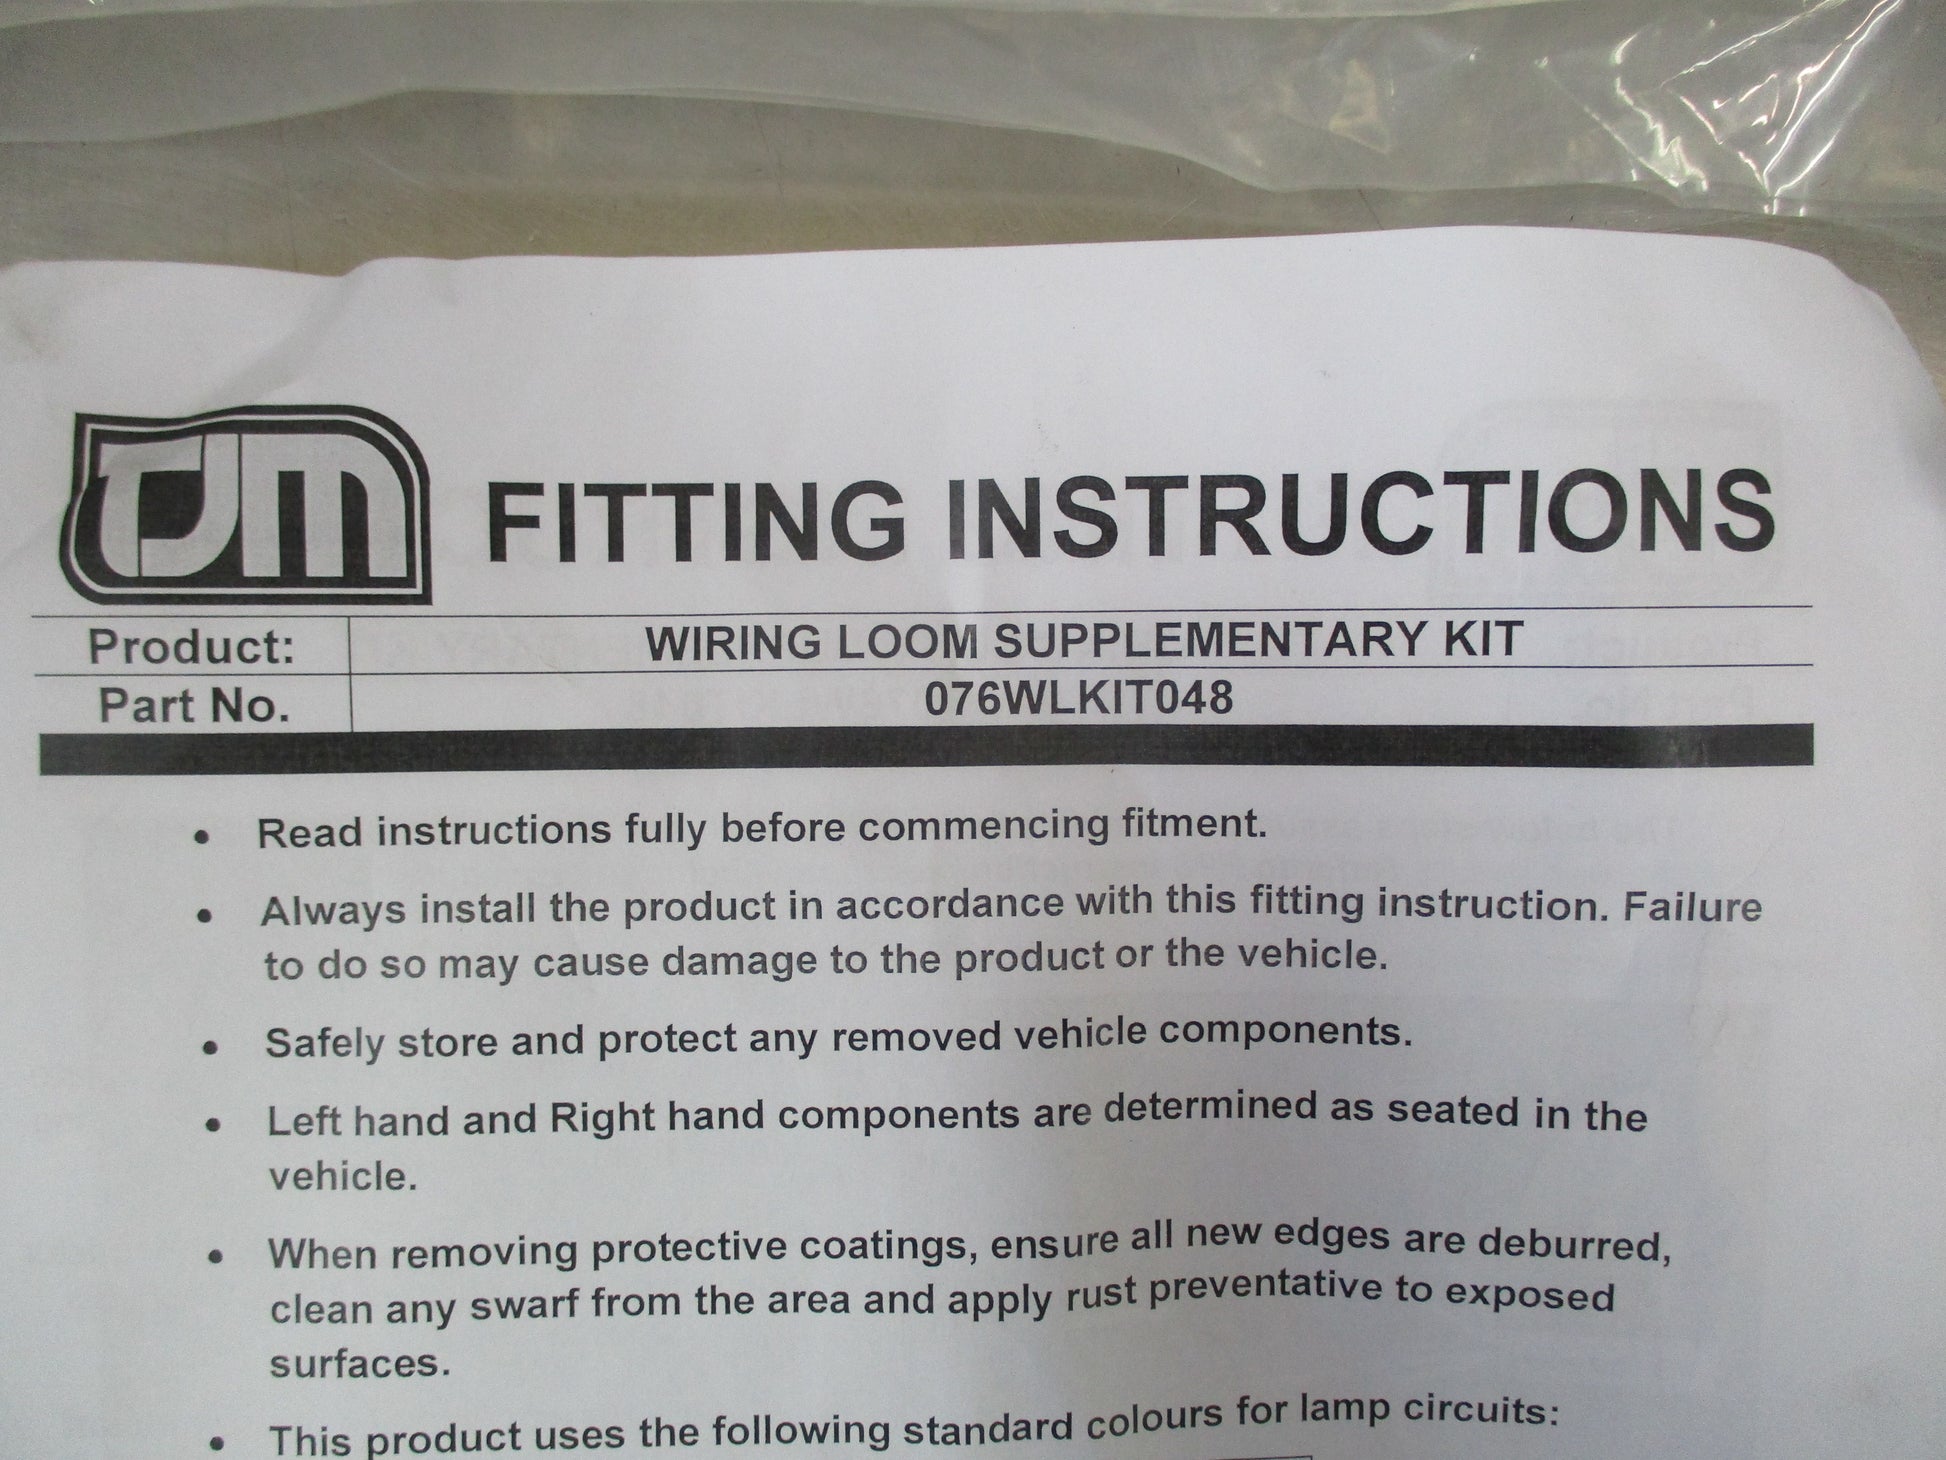 TJM FITTING INSTRUCTIONS
Product: WIRING LOOM SUPPLEMENTARY KIT
Part No. 076WLKIT048
• Read instructions fully before commencing fitment.
• Always install the product in accordance with this fitting instruction. Failure
to do so may cause damage to the product or the vehicle.
• Safely store and protect any removed vehicle components.
• Left hand and Right hand components are determined as seated in the
vehicle.
• When removing protective coatings, ensure all new edges are deburred,
clean any swarf from the area and apply rust preventative to exposed
surfaces.
• This product uses the following standard colours for lamp circuits: